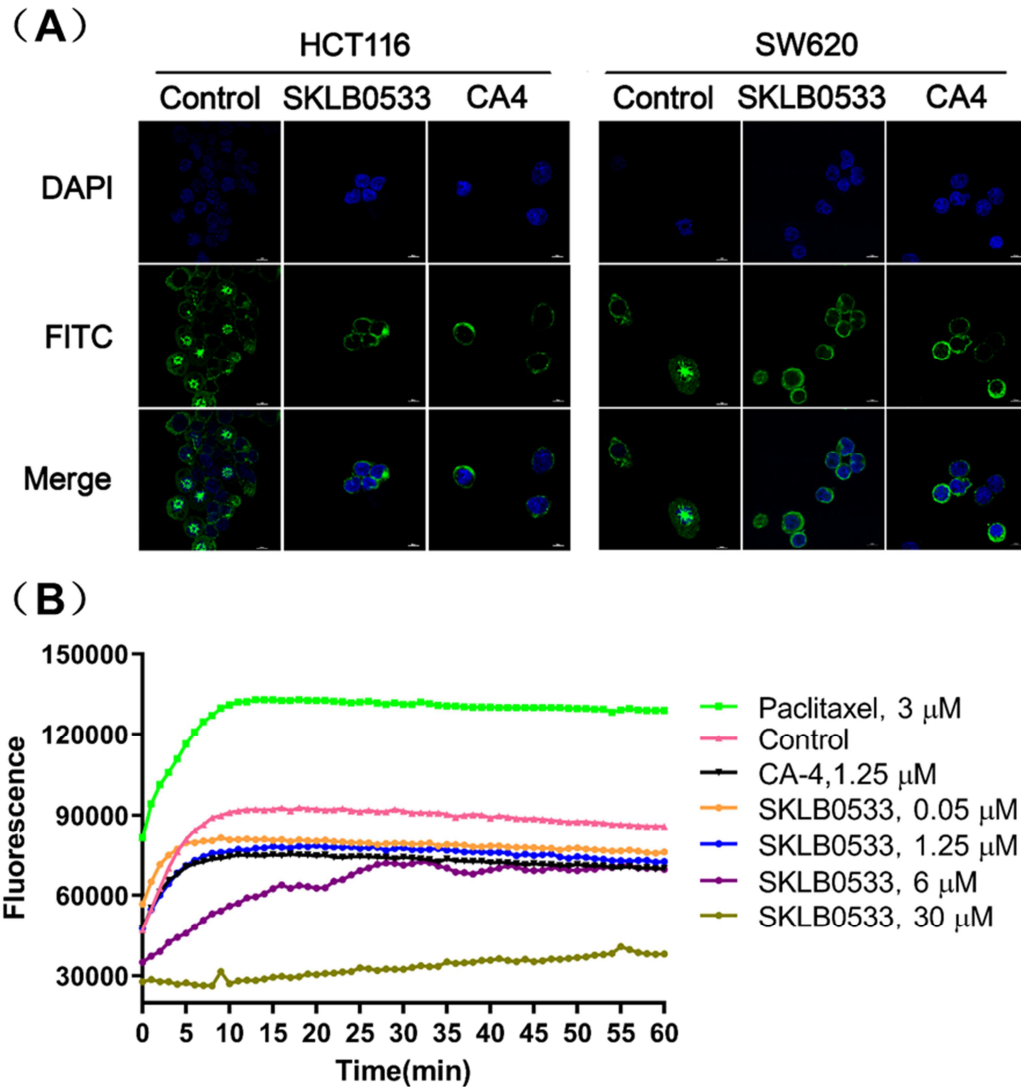 （A）
HCT116 SW620
Control SKLB0533 CA4 Control SKLB0533 CA4
DAPI
FITC
Merge
（B）
150000
120000
90000
60000
30000
Fluorescence
0 5 10 15 20 25 30 35 40 45 50 55 60
Time(min)
Paclitaxel, 3 μM
Control
CA-4,1.25 μM
SKLB0533, 0.05 μM
SKLB0533, 1.25 μM
SKLB0533, 6 μM
SKLB0533, 30 μM